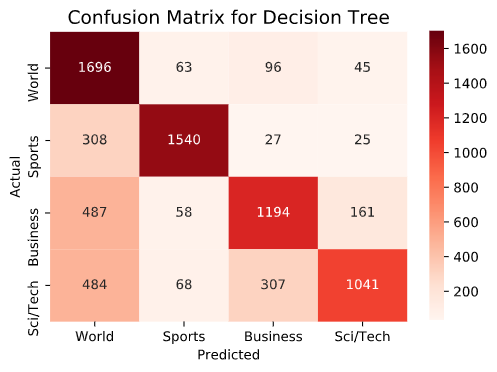 Confusion Matrix for Decision Tree
World 1696 63 96 45
Sports 308 1540 27 25
Business 487 58 1194 161
Sci/Tech 484 68 307 1041
World Sports Business Sci/Tech
Predicted
Actual
1600
1400
1200
1000
800
600
400
200